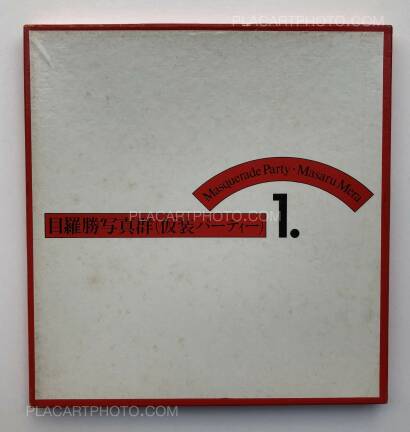 PLACARTPHOTO.COM
Masquerade Party・Masaru Mera
目羅勝写真群(仮装パーティー)
1.
PLACARTPHOTO.COM
PLACARTPHOTO.COM